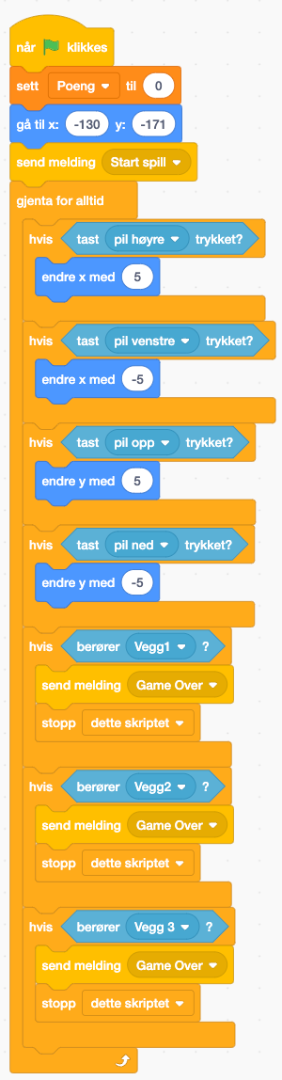 når klikkes
sett Poeng til 0
gå til x: -130 y: -171
send melding Start spill
gjenta for alltid
hvis tast pil høyre trykket?
endre x med 5
hvis tast pil venstre trykket?
endre x med -5
hvis tast pil opp trykket?
endre y med 5
hvis tast pil ned trykket?
endre y med -5
hvis berører Vegg1 ?
send melding Game Over
stopp dette skriptet
hvis berører Vegg2 ?
send melding Game Over
stopp dette skriptet
hvis berører Vegg 3 ?
send melding Game Over
stopp dette skriptet